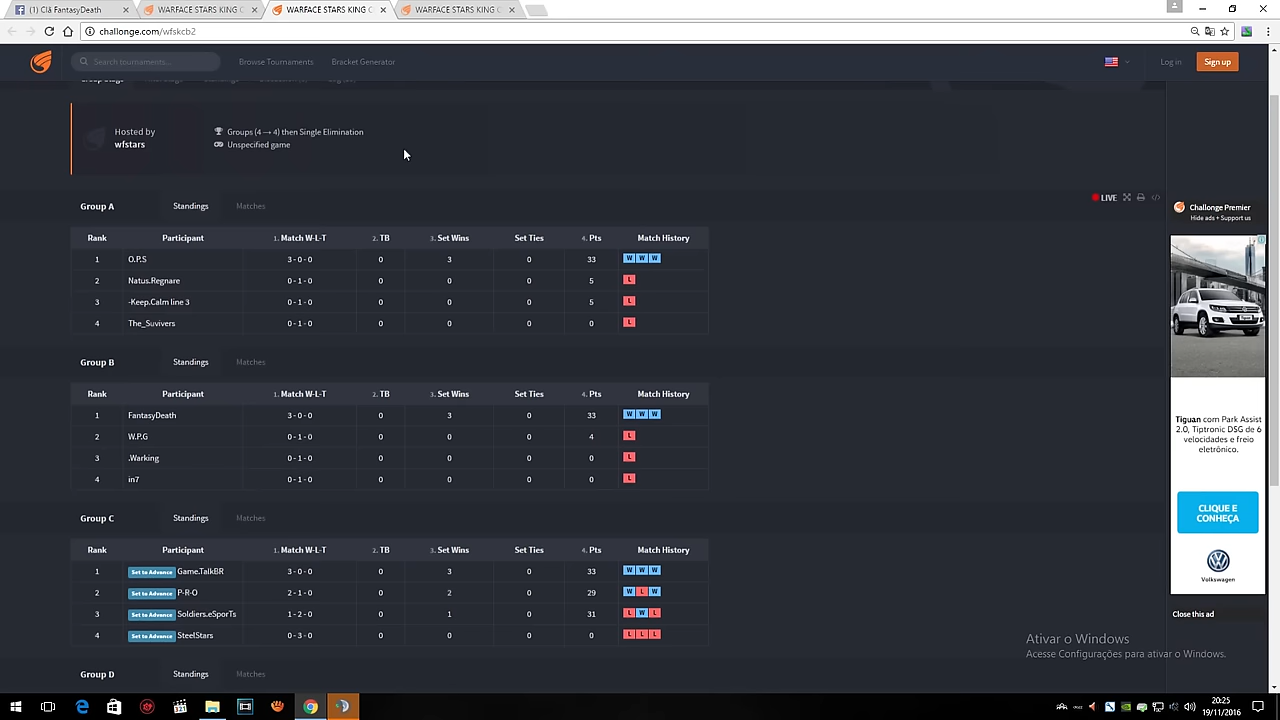 (1) Clã FantasyDeath
WARFACE STARS KING C
WARFACE STARS KING C
WARFACE STARS KING C
challonge.com/wfskcb2
Search tournaments...
Browse Tournaments
Bracket Generator
Log in
Sign up
Hosted by
wfstars
Groups (4 → 4) then Single Elimination
Unspecified game
LIVE
Group A Standings Matches
Rank Participant 1. Match W-L-T 2. TB 3. Set Wins Set Ties 4. Pts Match History
1 O.P.S 3 - 0 - 0 0 3 0 33 W W W
2 Natus.Regnare 0 - 1 - 0 0 0 0 5 L
3 -Keep.Calm line 3 0 - 1 - 0 0 0 0 5 L
4 The_Suvivers 0 - 1 - 0 0 0 0 0 L
Group B Standings Matches
Rank Participant 1. Match W-L-T 2. TB 3. Set Wins Set Ties 4. Pts Match History
1 FantasyDeath 3 - 0 - 0 0 3 0 33 W W W
2 W.P.G 0 - 1 - 0 0 0 0 4 L
3 .Warking 0 - 1 - 0 0 0 0 0 L
4 in7 0 - 1 - 0 0 0 0 0 L
Group C Standings Matches
Rank Participant 1. Match W-L-T 2. TB 3. Set Wins Set Ties 4. Pts Match History
1 Set to Advance Game.TalkBR 3 - 0 - 0 0 3 0 33 W W W
2 Set to Advance P-R-O 2 - 1 - 0 0 2 0 29 W L W
3 Set to Advance Soldiers.eSporTs 1 - 2 - 0 0 1 0 31 L W L
4 Set to Advance SteelStars 0 - 3 - 0 0 0 0 0 L L L
Group D Standings Matches
Challonge Premier
Hide ads + Support us
Tiguan com Park Assist
2.0, Tiptronic DSG de 6
velocidades e freio
eletrônico.
CLIQUE E
CONHEÇA
Volkswagen
Close this ad
Ativar o Windows
Acesse Configurações para ativar o Windows.
20:25
19/11/2016